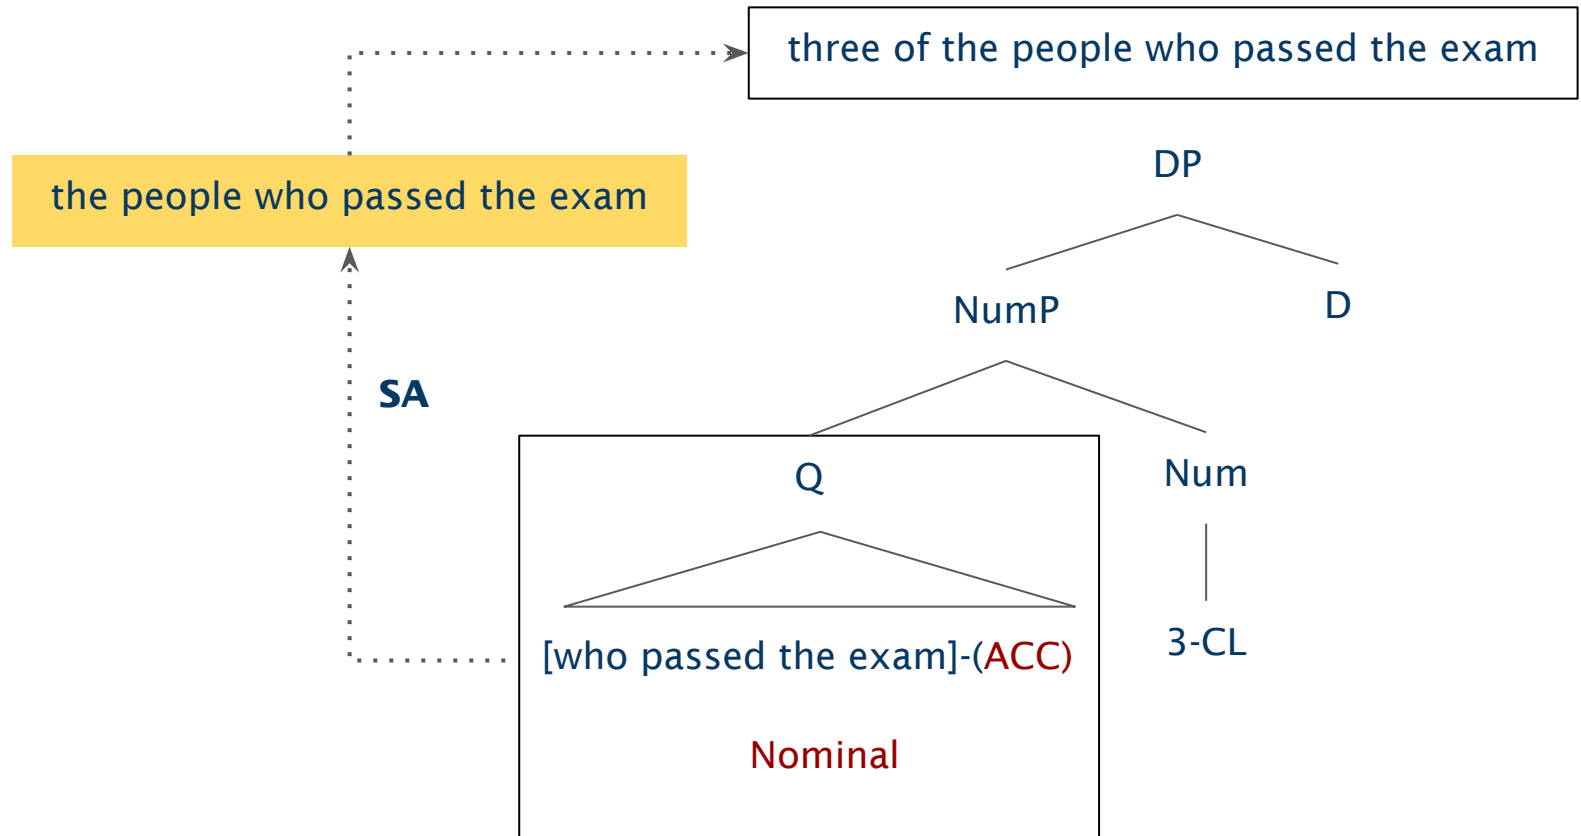 three of the people who passed the exam
DP
the people who passed the exam
NumP
D
SA
Q
Num
[who passed the exam]-(ACC)
3-CL
Nominal